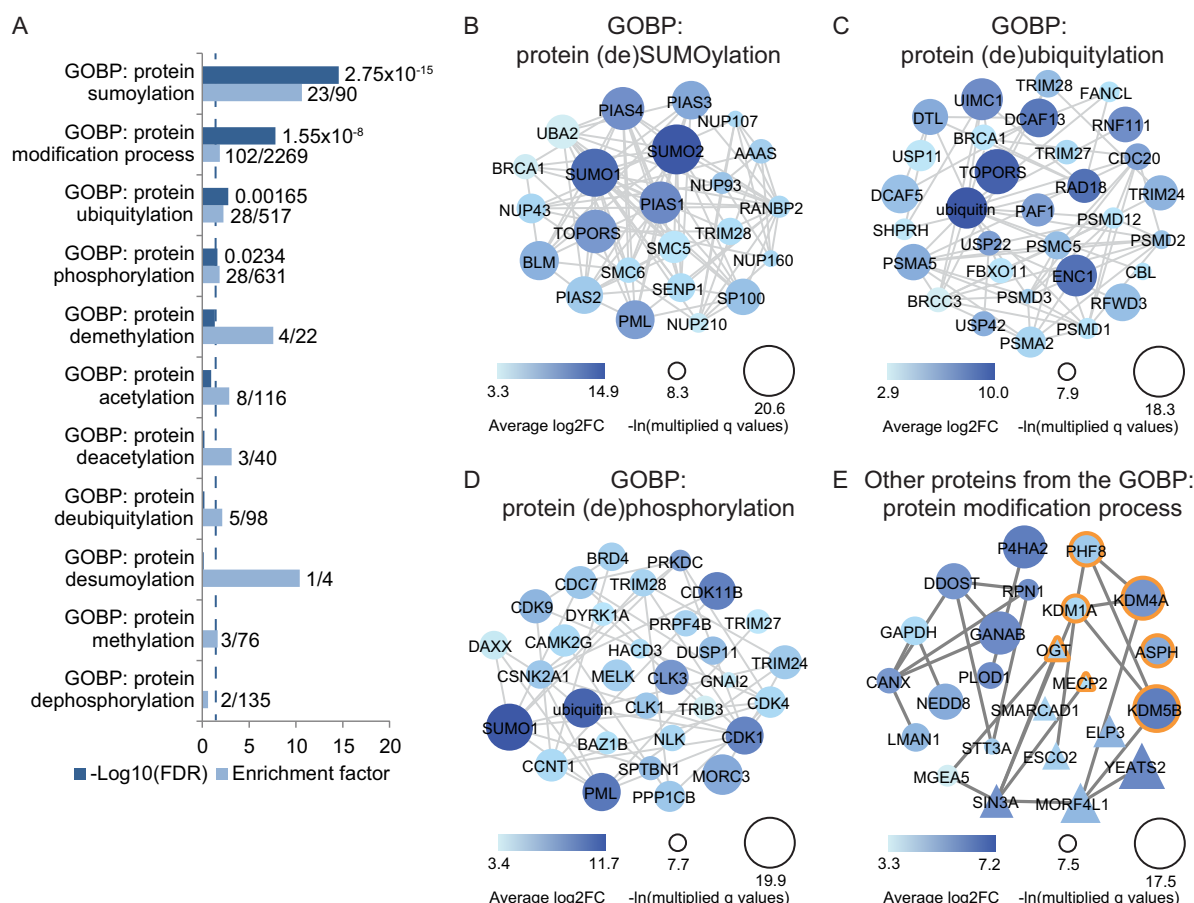 A
GOBP: protein
sumoylation
2.75x10⁻¹⁵
23/90
GOBP: protein
modification process
1.55x10⁻⁸
102/2269
GOBP: protein
ubiquitylation
0.00165
28/517
GOBP: protein
phosphorylation
0.0234
28/631
GOBP: protein
demethylation
4/22
GOBP: protein
acetylation
8/116
GOBP: protein
deacetylation
3/40
GOBP: protein
deubiquitylation
5/98
GOBP: protein
desumoylation
1/4
GOBP: protein
methylation
3/76
GOBP: protein
dephosphorylation
2/135
0 5 10 15 20
-Log10(FDR) Enrichment factor
B
GOBP:
protein (de)SUMOylation
PIAS4
PIAS3
NUP107
UBA2
SUMO2
AAAS
BRCA1
SUMO1
NUP93
NUP43
PIAS1
RANBP2
TOPORS
TRIM28
SMC5
BLM
SMC6
NUP160
PIAS2
SENP1
SP100
PML
NUP210
3.3 14.9
8.3
20.6
Average log2FC -ln(multiplied q values)
C
GOBP:
protein (de)ubiquitylation
TRIM28
UIMC1
FANCL
DTL
DCAF13
RNF111
BRCA1
USP11
TRIM27
CDC20
TOPORS
DCAF5
RAD18
TRIM24
ubiquitin
PAF1
PSMD12
SHPRH
USP22
PSMC5
PSMD2
PSMA5
FBXO11
ENC1
CBL
BRCC3
PSMD3
RFWD3
USP42
PSMD1
PSMA2
2.9 10.0
7.9
18.3
Average log2FC -ln(multiplied q values)
D
GOBP:
protein (de)phosphorylation
BRD4
PRKDC
CDC7
TRIM28
CDK11B
CDK9
DYRK1A
PRPF4B
TRIM27
DAXX
CAMK2G
HACD3
DUSP11
TRIM24
CSNK2A1
MELK
CLK3
GNAI2
ubiquitin
CLK1
TRIB3
CDK4
SUMO1
BAZ1B
NLK
CDK1
CCNT1
SPTBN1
MORC3
PML
PPP1CB
3.4 11.7
7.7
19.9
Average log2FC -ln(multiplied q values)
E
Other proteins from the GOBP:
protein modification process
P4HA2
PHF8
DDOST
RPN1
KDM4A
KDM1A
GAPDH
GANAB
OGT
ASPH
CANX
PLOD1
MECP2
NEDD8
SMARCAD1
KDM5B
LMAN1
STT3A
ELP3
ESCO2
YEATS2
MGEA5
SIN3A
MORF4L1
3.3 7.2
7.5
17.5
Average log2FC -ln(multiplied q values)